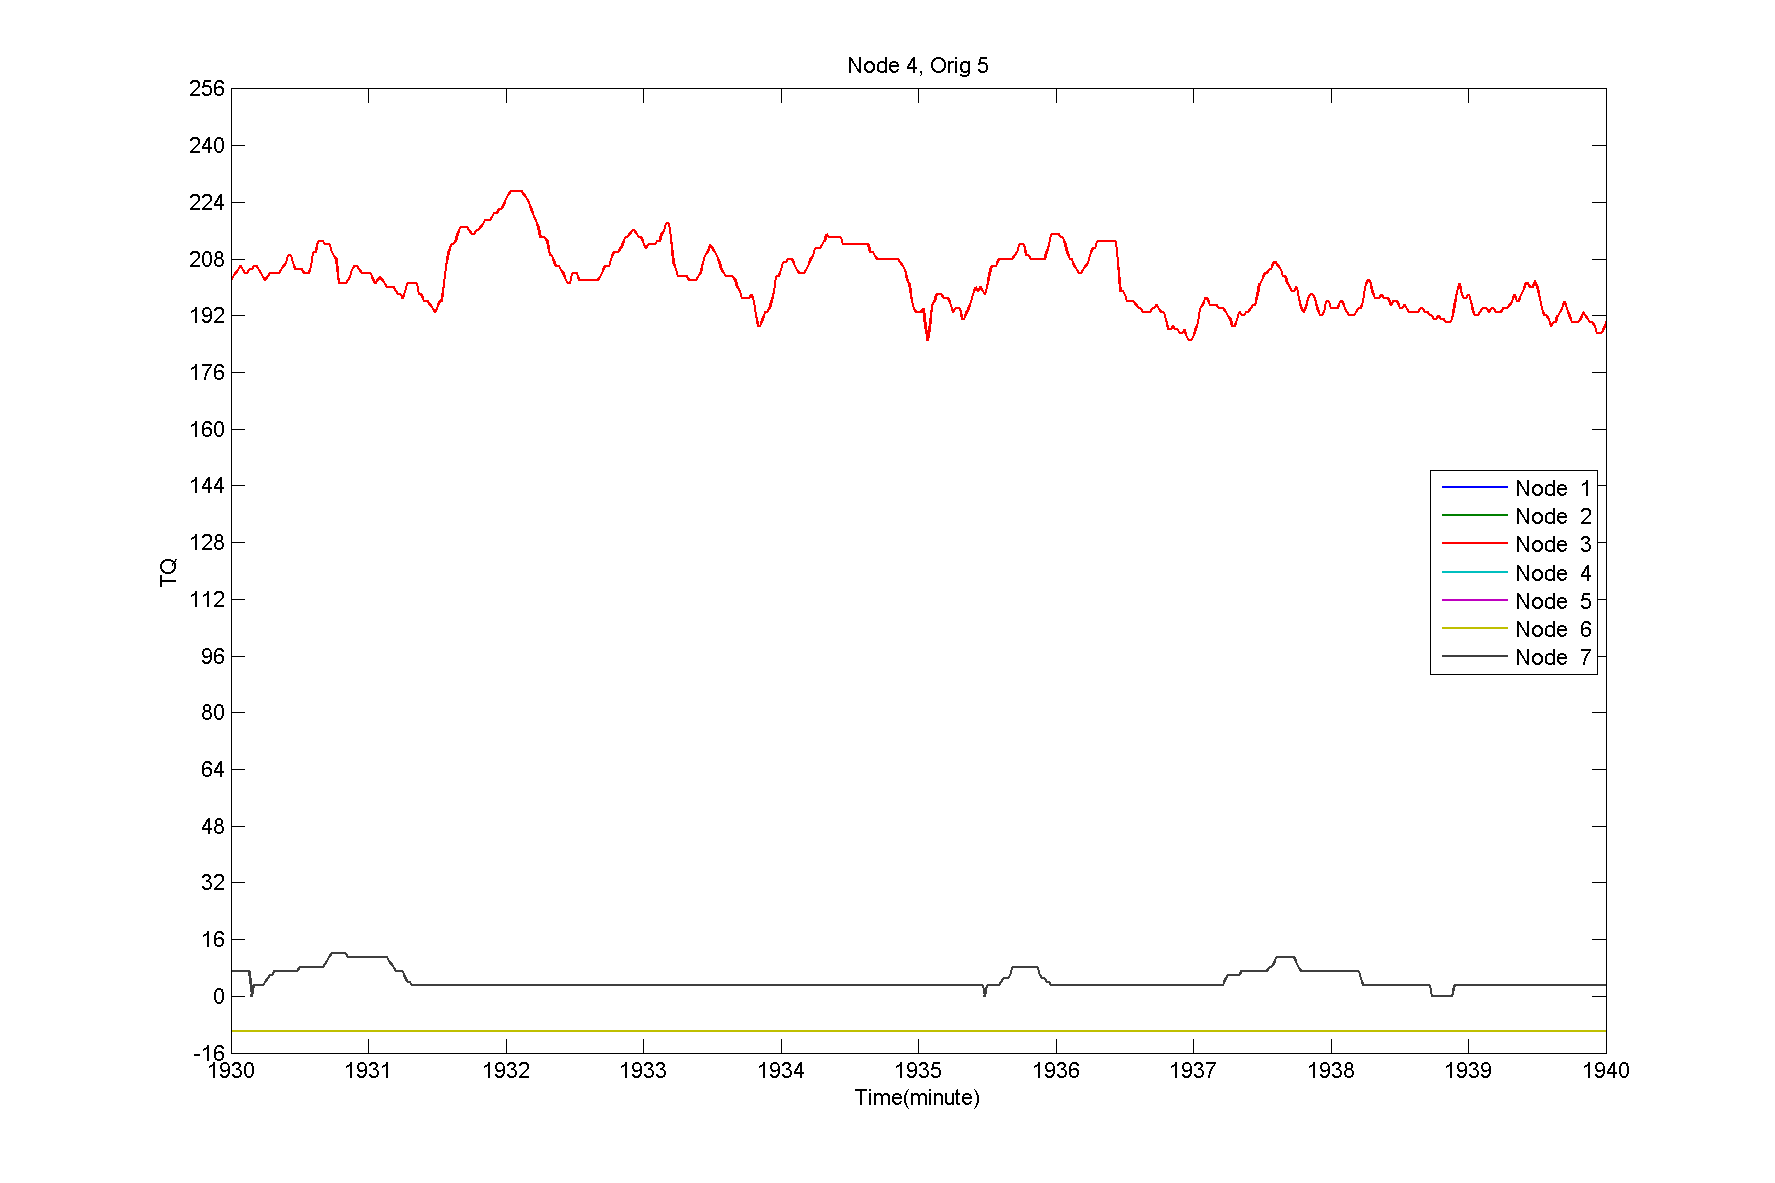 Node 4, Orig 5
256
240
224
208
192
176
160
144
128
112
96
80
64
48
32
16
0
-16
TQ
Node 1
Node 2
Node 3
Node 4
Node 5
Node 6
Node 7
1930 1931 1932 1933 1934 1935 1936 1937 1938 1939 1940
Time(minute)